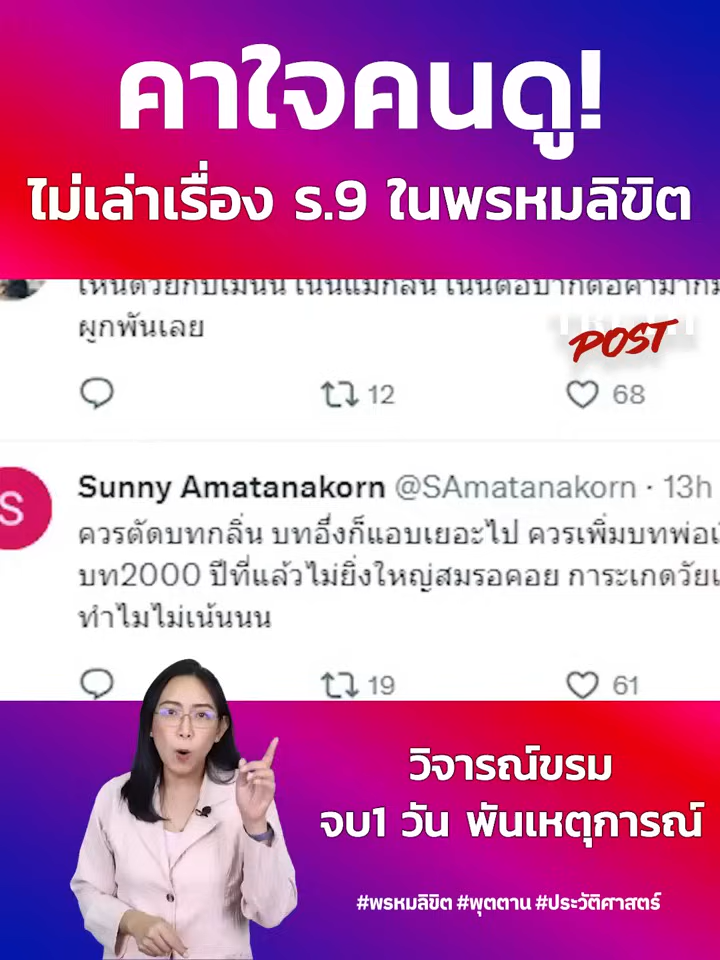 คาใจคนดู!
ไม่เล่าเรื่อง ร.9 ในพรหมลิขิต
ผูกพันเลย
POST
12
68
S
Sunny Amatanakorn @SAmatanakorn · 13h
ควรตัดบทกลิ่น บทอึ่งก็แอบเยอะไป ควรเพิ่มบทพ่อเ
บท2000 ปีที่แล้วไม่ยิ่งใหญ่สมรอคอย การะเกดวัยเ
ทำไมไม่เน้นนน
19
61
วิจารณ์ขรม
จบ1 วัน พันเหตุการณ์
#พรหมลิขิต #พุตตาน #ประวัติศาสตร์